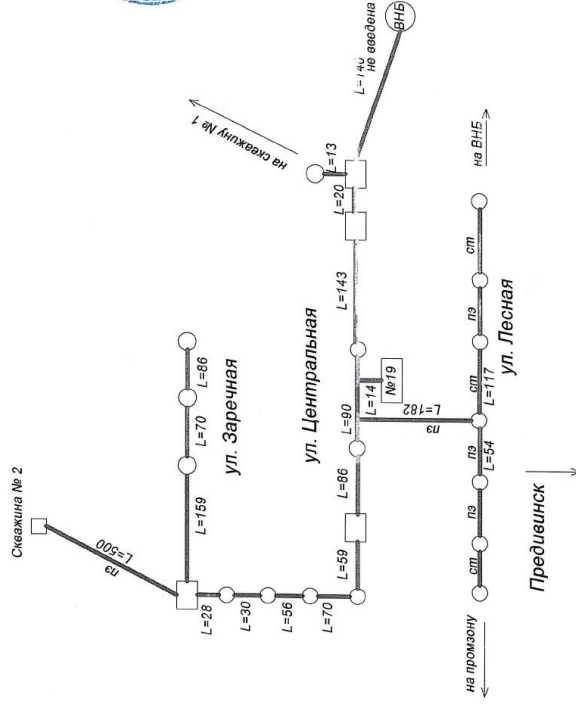 Скважина № 2
пэ
L=500
L=159
L=70
L=86
ул. Заречная
L=28
L=30
L=56
L=70
L=59
L=86
L=90
L=14
№19
L=143
L=20
L=13
на скважину № 1
L=140
не введена
ВНБ
ул. Центральная
пэ
L=182
на промзону
ст
пэ
пэ
L=54
ст
L=117
пэ
ст
на ВНБ
ул. Лесная
Предивинск